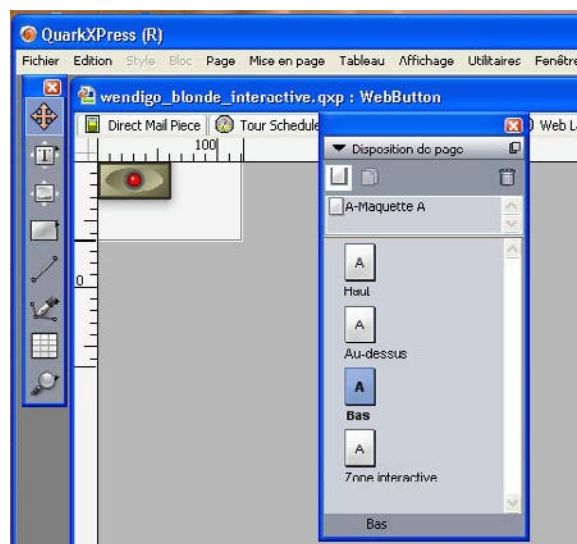 QuarkXPress (R)
Fichier Edition Style Bloc Page Mise en page Tableau Affichage Utilitaires Fenêtre
wendigo_blonde_interactive.qxp : WebButton
Direct Mail Piece Tour Schedule Web L
100
0
Disposition de page
A-Maquette A
A
Haut
A
Au-dessus
A
Bas
A
Zone interactive
Bas